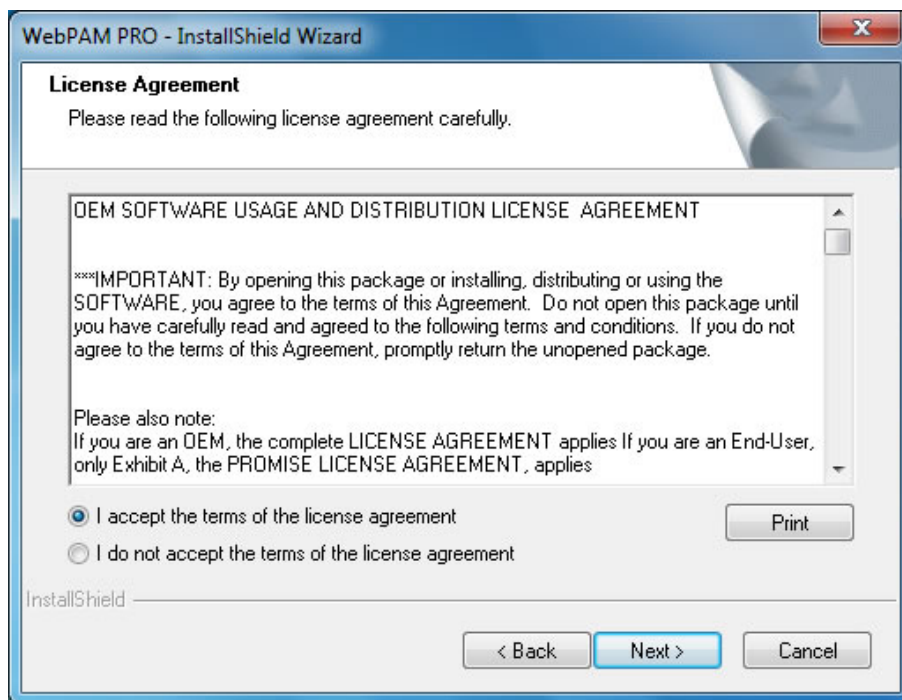 WebPAM PRO - InstallShield Wizard
License Agreement
Please read the following license agreement carefully.
OEM SOFTWARE USAGE AND DISTRIBUTION LICENSE  AGREEMENT
***IMPORTANT: By opening this package or installing, distributing or using the
SOFTWARE, you agree to the terms of this Agreement.  Do not open this package until
you have carefully read and agreed to the following terms and conditions.  If you do not
agree to the terms of this Agreement, promptly return the unopened package.
Please also note:
If you are an OEM, the complete LICENSE AGREEMENT applies If you are an End-User,
only Exhibit A, the PROMISE LICENSE AGREEMENT, applies
I accept the terms of the license agreement
Print
I do not accept the terms of the license agreement
InstallShield
< Back
Next >
Cancel